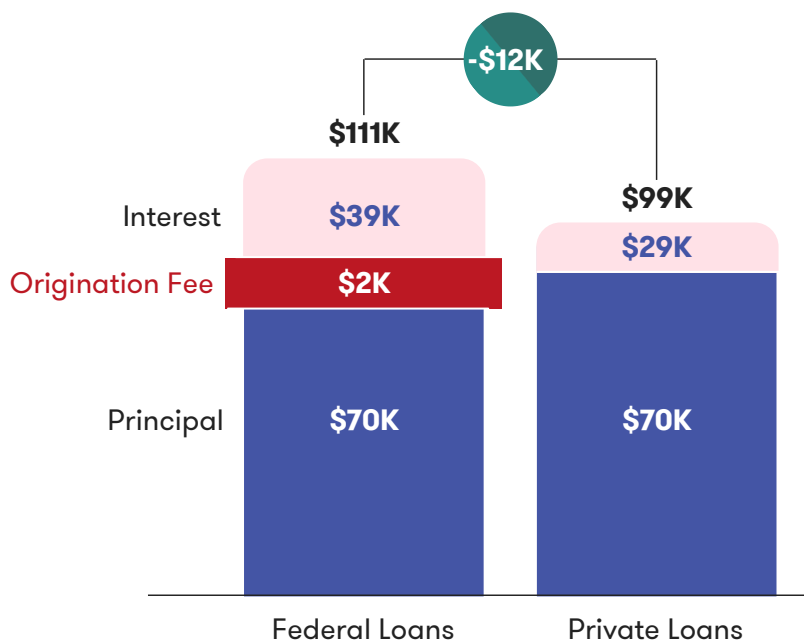 -$12K
$111K
$99K
Interest
$39K
$29K
Origination Fee
$2K
Principal
$70K
$70K
Federal Loans
Private Loans